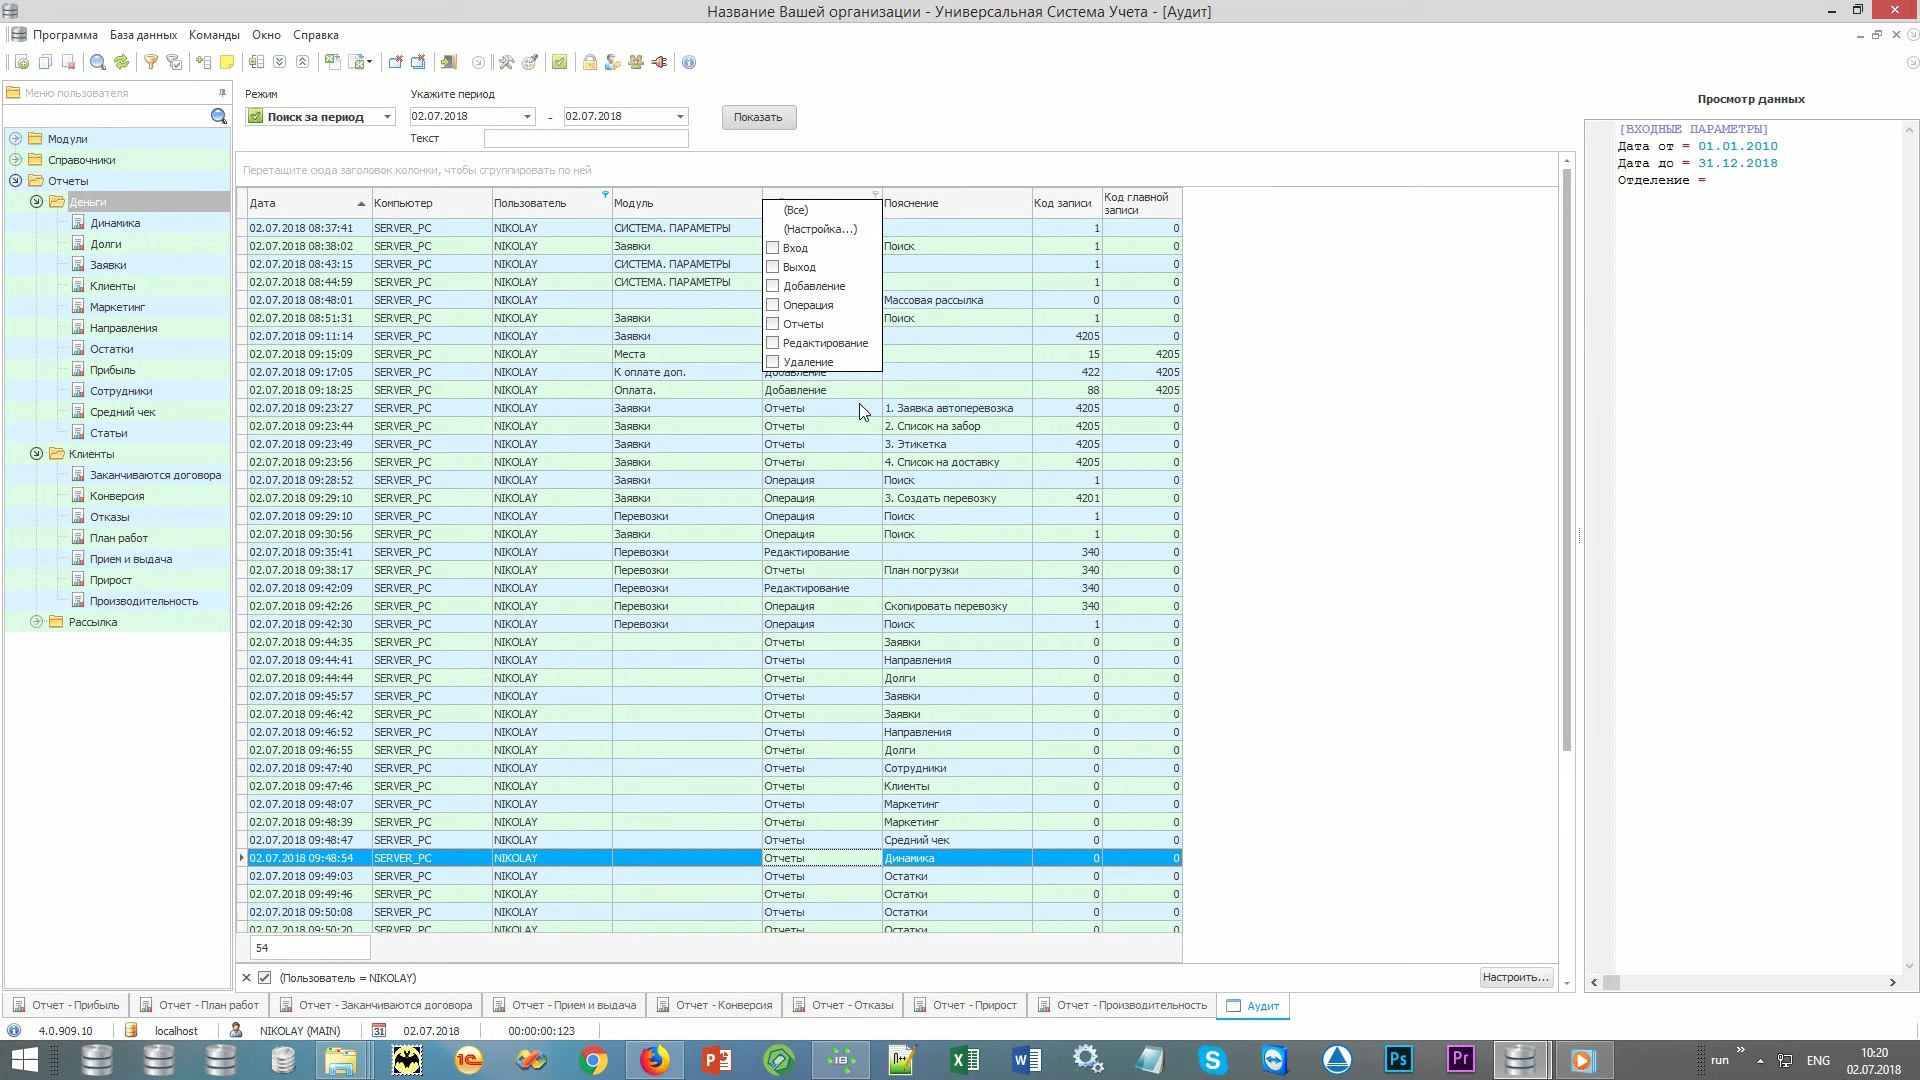 Название Вашей организации - Универсальная Система Учета - [Аудит]
Программа База данных Команды Окно Справка
Меню пользователя
Модули
Справочники
Отчеты
Деньги
Динамика
Долги
Заявки
Клиенты
Маркетинг
Направления
Остатки
Прибыль
Сотрудники
Средний чек
Статьи
Клиенты
Заканчиваются договора
Конверсия
Отказы
План работ
Прием и выдача
Прирост
Производительность
Рассылка
Режим Укажите период
Поиск за период 02.07.2018 - 02.07.2018 Показать
Текст
Перетащите сюда заголовок колонки, чтобы сгруппировать по ней
Дата Компьютер Пользователь Модуль Пояснение Код записи Код главной записи
(Все)
(Настройка...)
Вход
Выход
Добавление
Операция
Отчеты
Редактирование
Удаление
02.07.2018 08:37:41 SERVER_PC NIKOLAY СИСТЕМА. ПАРАМЕТРЫ 1 0
02.07.2018 08:38:02 SERVER_PC NIKOLAY Заявки Поиск 1 0
02.07.2018 08:43:15 SERVER_PC NIKOLAY СИСТЕМА. ПАРАМЕТРЫ 1 0
02.07.2018 08:44:59 SERVER_PC NIKOLAY СИСТЕМА. ПАРАМЕТРЫ 1 0
02.07.2018 08:48:01 SERVER_PC NIKOLAY Массовая рассылка 0 0
02.07.2018 08:51:31 SERVER_PC NIKOLAY Заявки Поиск 1 0
02.07.2018 09:11:14 SERVER_PC NIKOLAY Заявки 4205 0
02.07.2018 09:15:09 SERVER_PC NIKOLAY Места 15 4205
02.07.2018 09:17:05 SERVER_PC NIKOLAY К оплате доп. Добавление 422 4205
02.07.2018 09:18:25 SERVER_PC NIKOLAY Оплата. Добавление 88 4205
02.07.2018 09:23:27 SERVER_PC NIKOLAY Заявки Отчеты 1. Заявка автоперевозка 4205 0
02.07.2018 09:23:44 SERVER_PC NIKOLAY Заявки Отчеты 2. Список на забор 4205 0
02.07.2018 09:23:49 SERVER_PC NIKOLAY Заявки Отчеты 3. Этикетка 4205 0
02.07.2018 09:23:56 SERVER_PC NIKOLAY Заявки Отчеты 4. Список на доставку 4205 0
02.07.2018 09:28:52 SERVER_PC NIKOLAY Заявки Операция Поиск 1 0
02.07.2018 09:29:10 SERVER_PC NIKOLAY Заявки Операция 3. Создать перевозку 4201 0
02.07.2018 09:29:10 SERVER_PC NIKOLAY Перевозки Операция Поиск 1 0
02.07.2018 09:30:56 SERVER_PC NIKOLAY Заявки Операция Поиск 1 0
02.07.2018 09:35:41 SERVER_PC NIKOLAY Перевозки Редактирование 340 0
02.07.2018 09:38:17 SERVER_PC NIKOLAY Перевозки Отчеты План погрузки 340 0
02.07.2018 09:42:09 SERVER_PC NIKOLAY Перевозки Редактирование 340 0
02.07.2018 09:42:26 SERVER_PC NIKOLAY Перевозки Операция Скопировать перевозку 340 0
02.07.2018 09:42:30 SERVER_PC NIKOLAY Перевозки Операция Поиск 1 0
02.07.2018 09:44:35 SERVER_PC NIKOLAY Отчеты Заявки 0 0
02.07.2018 09:44:41 SERVER_PC NIKOLAY Отчеты Направления 0 0
02.07.2018 09:44:44 SERVER_PC NIKOLAY Отчеты Долги 0 0
02.07.2018 09:45:57 SERVER_PC NIKOLAY Отчеты Заявки 0 0
02.07.2018 09:46:42 SERVER_PC NIKOLAY Отчеты Заявки 0 0
02.07.2018 09:46:52 SERVER_PC NIKOLAY Отчеты Направления 0 0
02.07.2018 09:46:55 SERVER_PC NIKOLAY Отчеты Долги 0 0
02.07.2018 09:47:40 SERVER_PC NIKOLAY Отчеты Сотрудники 0 0
02.07.2018 09:47:46 SERVER_PC NIKOLAY Отчеты Клиенты 0 0
02.07.2018 09:48:07 SERVER_PC NIKOLAY Отчеты Маркетинг 0 0
02.07.2018 09:48:39 SERVER_PC NIKOLAY Отчеты Маркетинг 0 0
02.07.2018 09:48:47 SERVER_PC NIKOLAY Отчеты Средний чек 0 0
02.07.2018 09:48:54 SERVER_PC NIKOLAY Отчеты Динамика 0 0
02.07.2018 09:49:03 SERVER_PC NIKOLAY Отчеты Остатки 0 0
02.07.2018 09:49:46 SERVER_PC NIKOLAY Отчеты Остатки 0 0
02.07.2018 09:50:08 SERVER_PC NIKOLAY Отчеты Остатки 0 0
02.07.2018 09:50:20 SERVER_PC NIKOLAY Отчеты Остатки 0 0
54
(Пользователь = NIKOLAY) Настроить...
Просмотр данных
[ВХОДНЫЕ ПАРАМЕТРЫ]
Дата от = 01.01.2010
Дата до = 31.12.2018
Отделение =
Отчет - Прибыль Отчет - План работ Отчет - Заканчиваются договора Отчет - Прием и выдача Отчет - Конверсия Отчет - Отказы Отчет - Прирост Отчет - Производительность Аудит
4.0.909.10 localhost NIKOLAY (MAIN) 31 02.07.2018 00:00:00:123
1С P IB n++ X W S Ps Pr run » ENG 10:20
02.07.2018